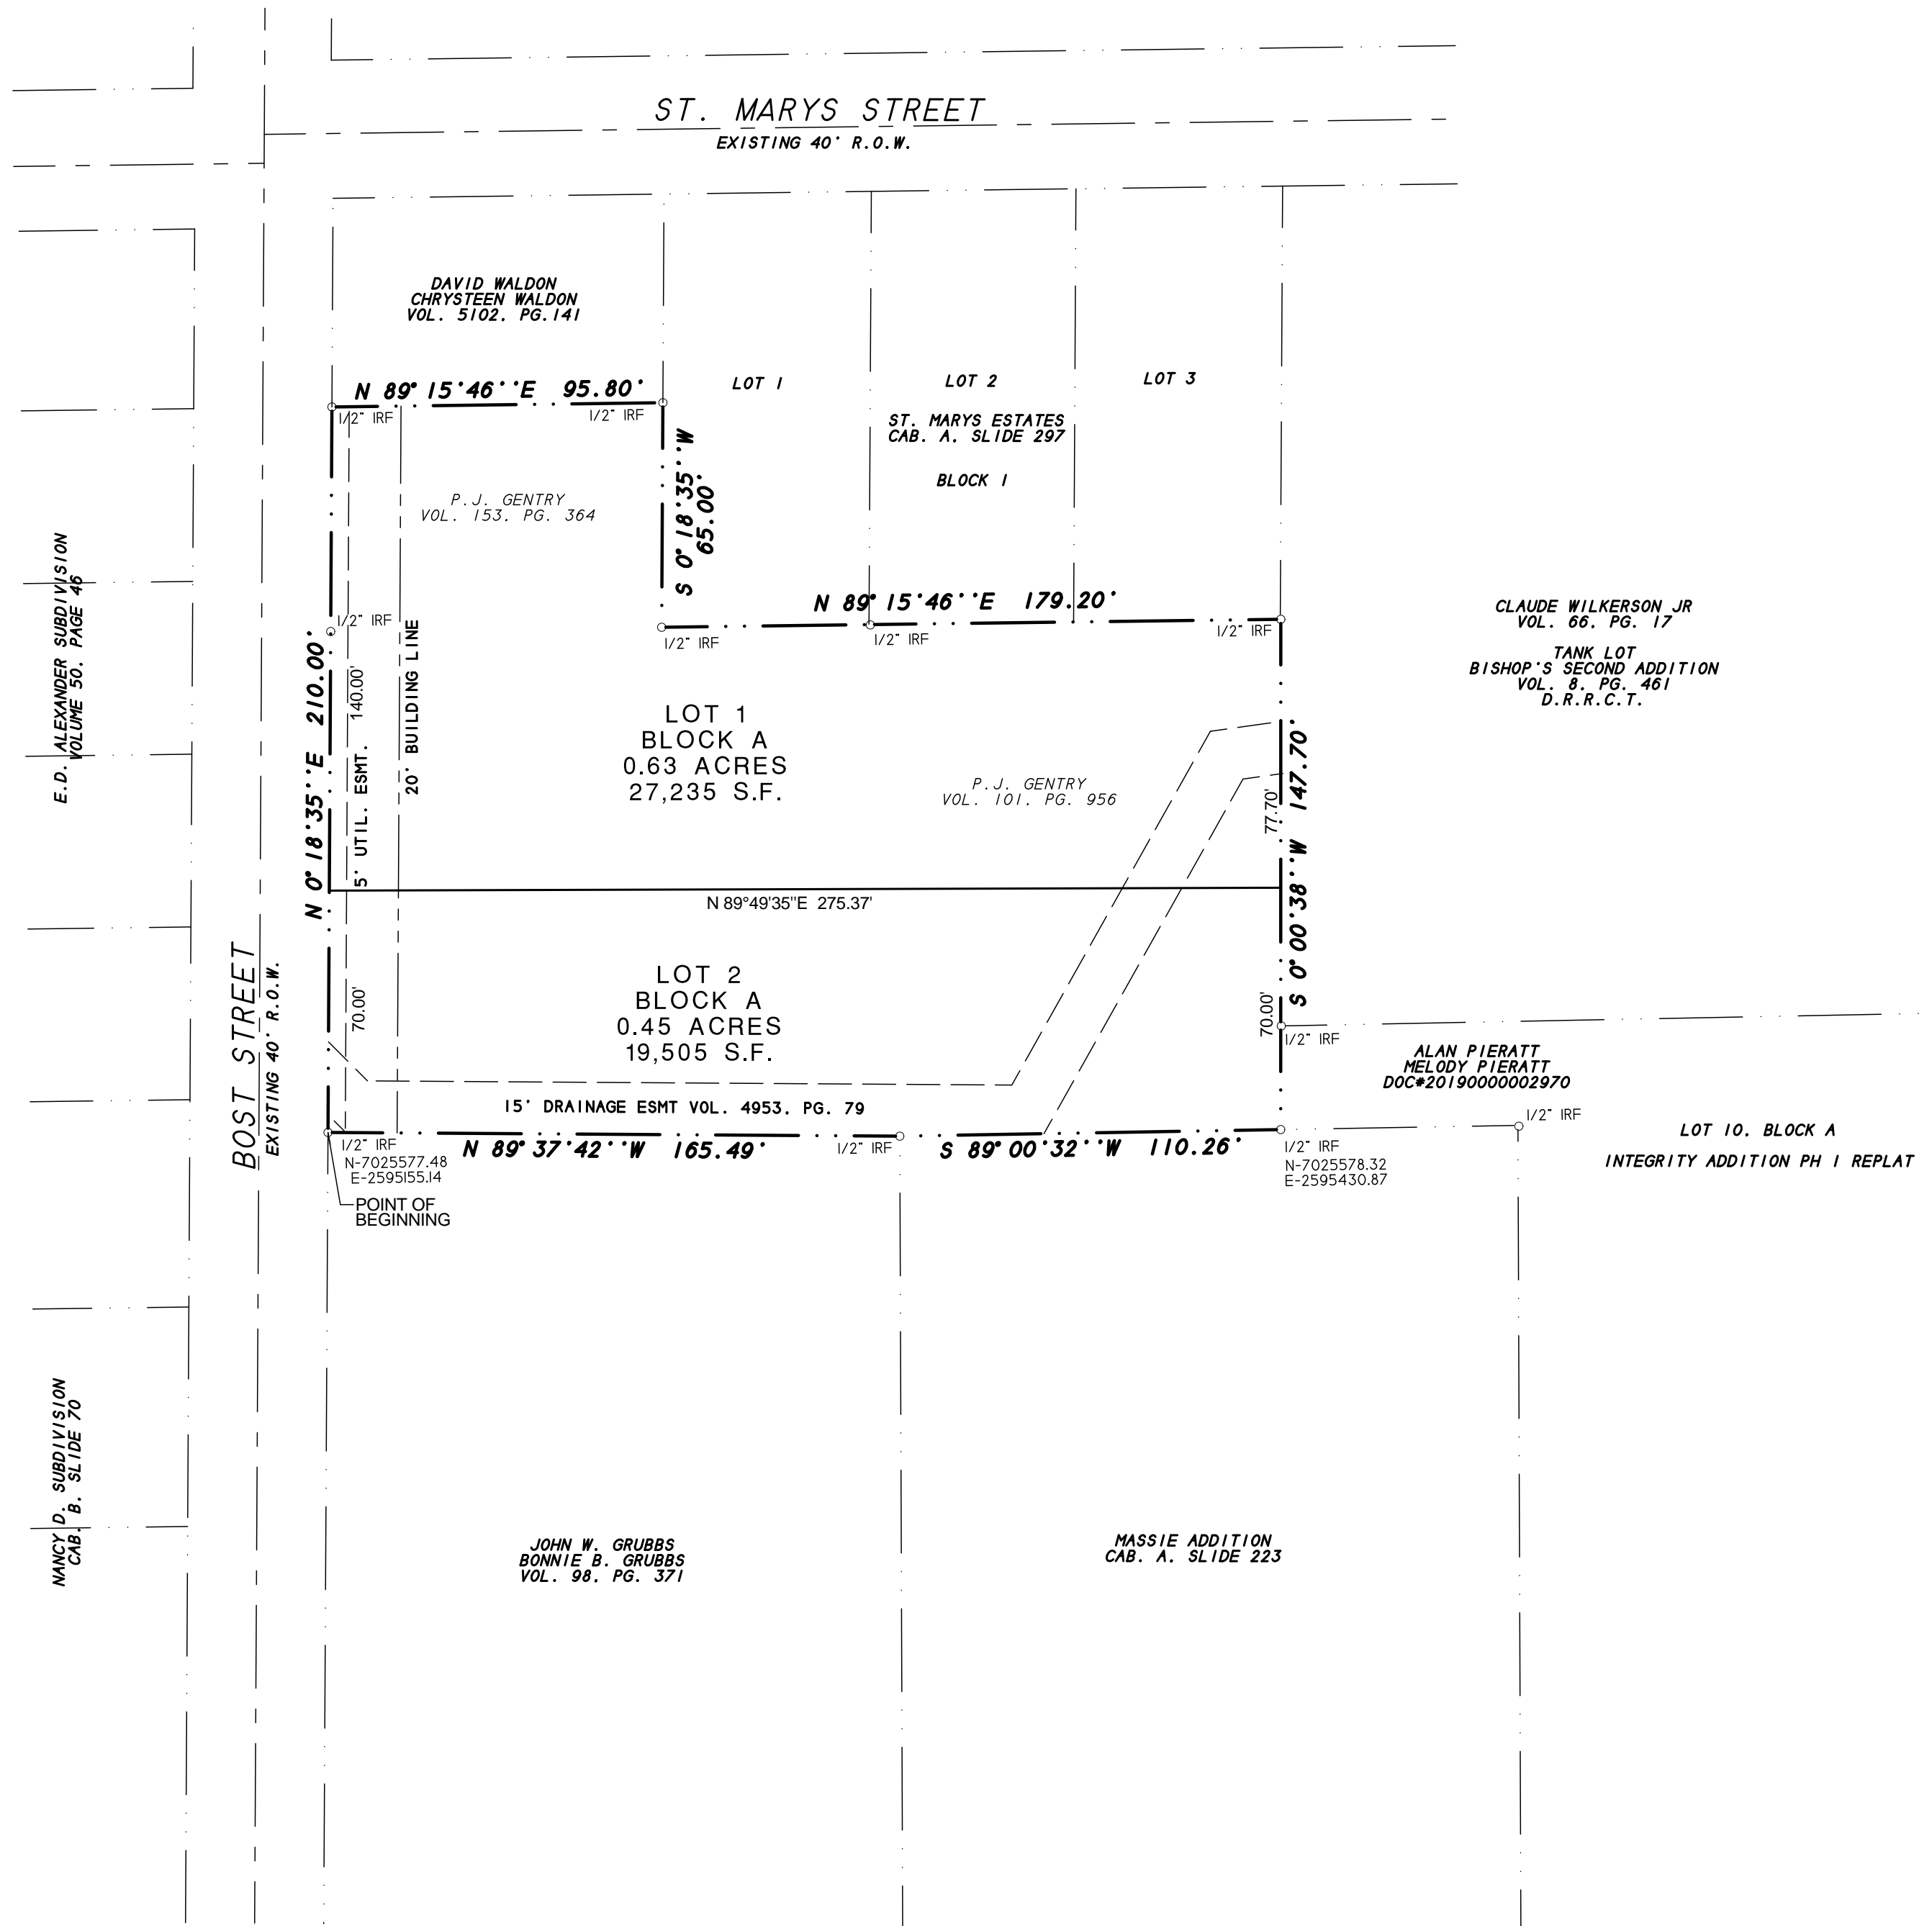 ST. MARYS STREET
EXISTING 40' R.O.W.
DAVID WALDON
CHRYSTEEN WALDON
VOL. 5102, PG.141
N 89°15'46''E 95.80'
1/2" IRF
1/2" IRF
S 0°18'35''W
65.00'
LOT 1
LOT 2
LOT 3
ST. MARYS ESTATES
CAB. A, SLIDE 297
BLOCK 1
P.J. GENTRY
VOL. 153, PG. 364
N 89°15'46''E 179.20'
1/2" IRF
1/2" IRF
1/2" IRF
1/2" IRF
E.D. ALEXANDER SUBDIVISION
VOLUME 50, PAGE 46
N 0°18'35''E 210.00'
140.00'
5' UTIL. ESMT.
20' BUILDING LINE
CLAUDE WILKERSON JR
VOL. 66, PG. 17
TANK LOT
BISHOP'S SECOND ADDITION
VOL. 8, PG. 461
D.R.R.C.T.
LOT 1
BLOCK A
0.63 ACRES
27,235 S.F.
P.J. GENTRY
VOL. 101, PG. 956
77.70'
S 0°00'38''W 147.70'
N 89°49'35"E 275.37'
LOT 2
BLOCK A
0.45 ACRES
19,505 S.F.
70.00'
70.00'
BOST STREET
EXISTING 40' R.O.W.
1/2" IRF
ALAN PIERATT
MELODY PIERATT
DOC#20190000002970
15' DRAINAGE ESMT VOL. 4953, PG. 79
1/2" IRF
N-7025577.48
E-2595155.14
N 89°37'42''W 165.49'
1/2" IRF
S 89°00'32''W 110.26'
1/2" IRF
N-7025578.32
E-2595430.87
1/2" IRF
LOT 10, BLOCK A
INTEGRITY ADDITION PH 1 REPLAT
POINT OF
BEGINNING
NANCY D. SUBDIVISION
CAB. B, SLIDE 70
JOHN W. GRUBBS
BONNIE B. GRUBBS
VOL. 98, PG. 371
MASSIE ADDITION
CAB. A, SLIDE 223